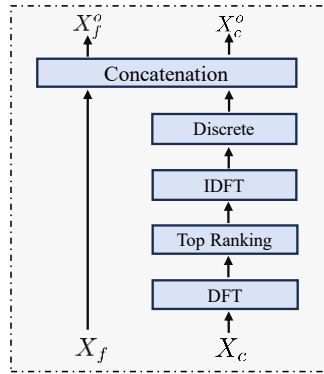 X_f^o X_c^o
Concatenation
Discrete
IDFT
Top Ranking
DFT
X_f X_c